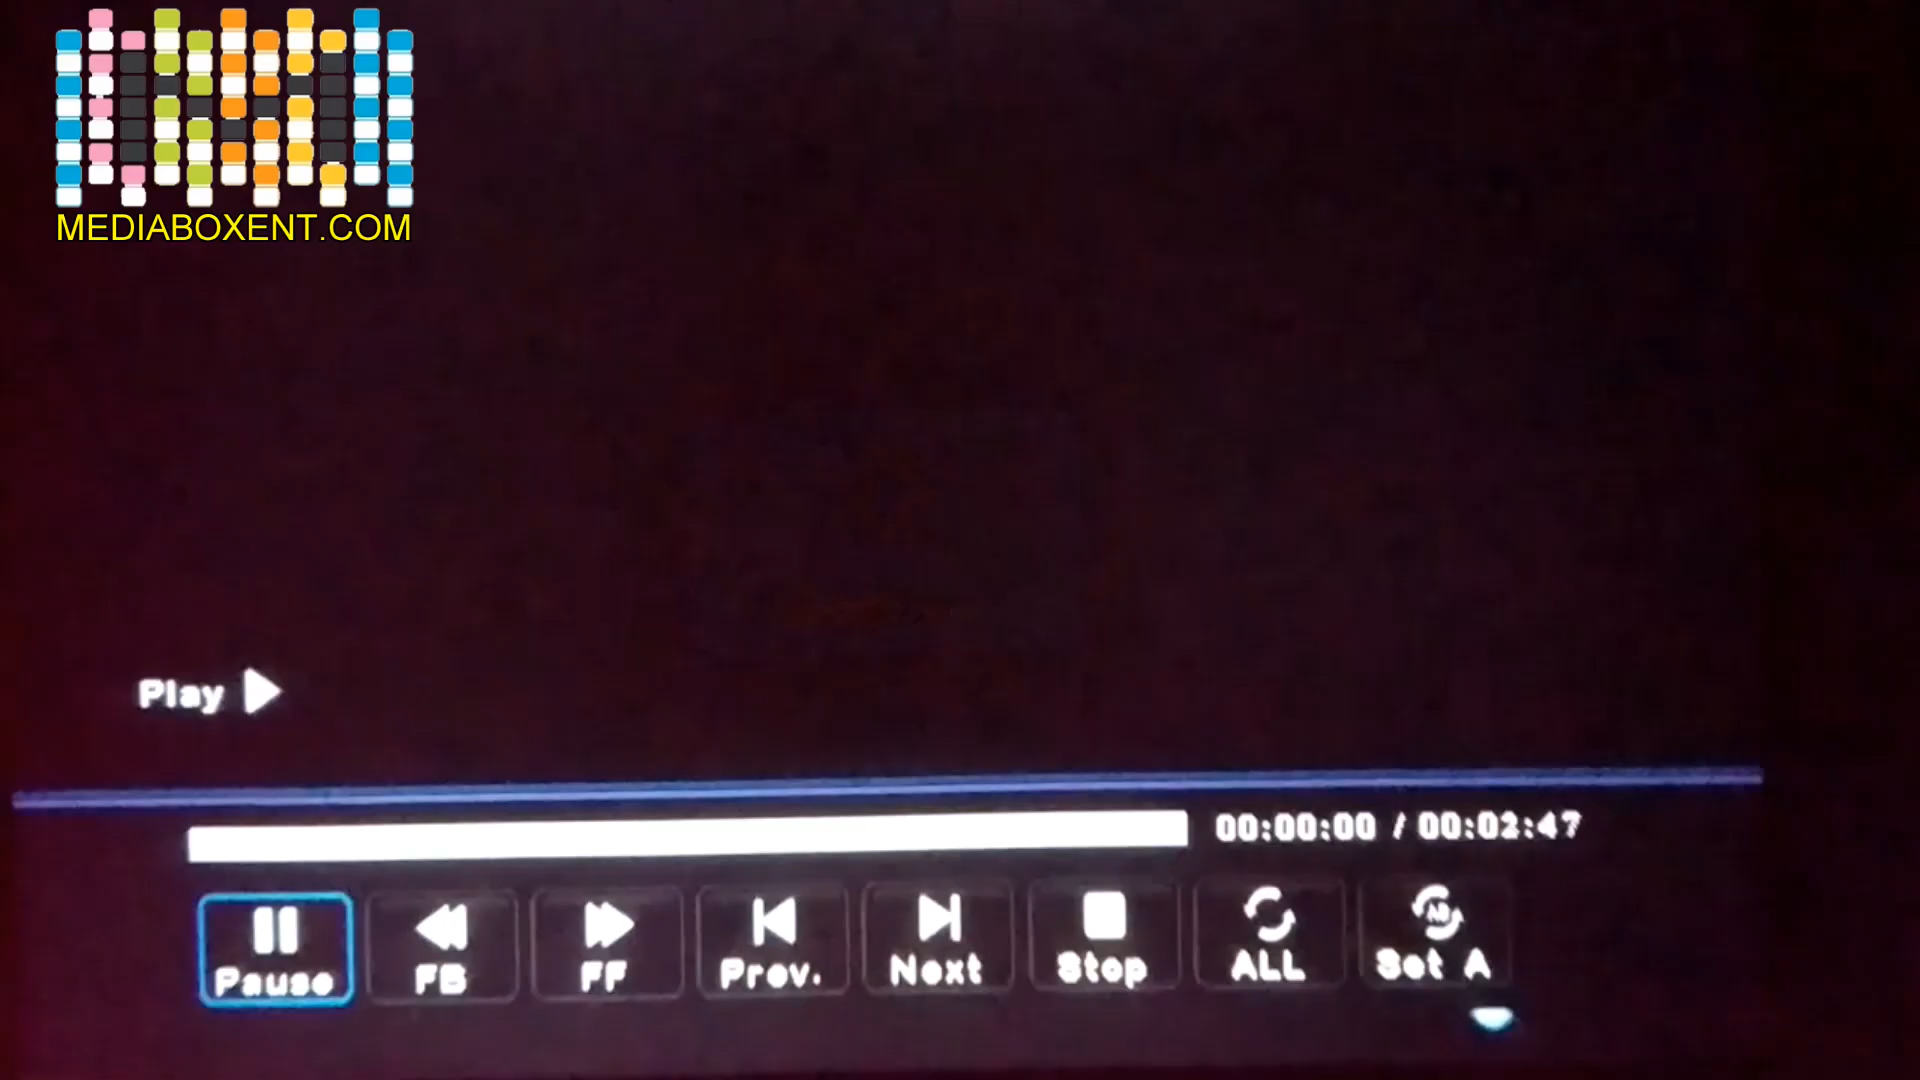 MEDIABOXENT.COM
Play
00:00:00 / 00:02:47
Pause FB FF Prev. Next Stop ALL Set A